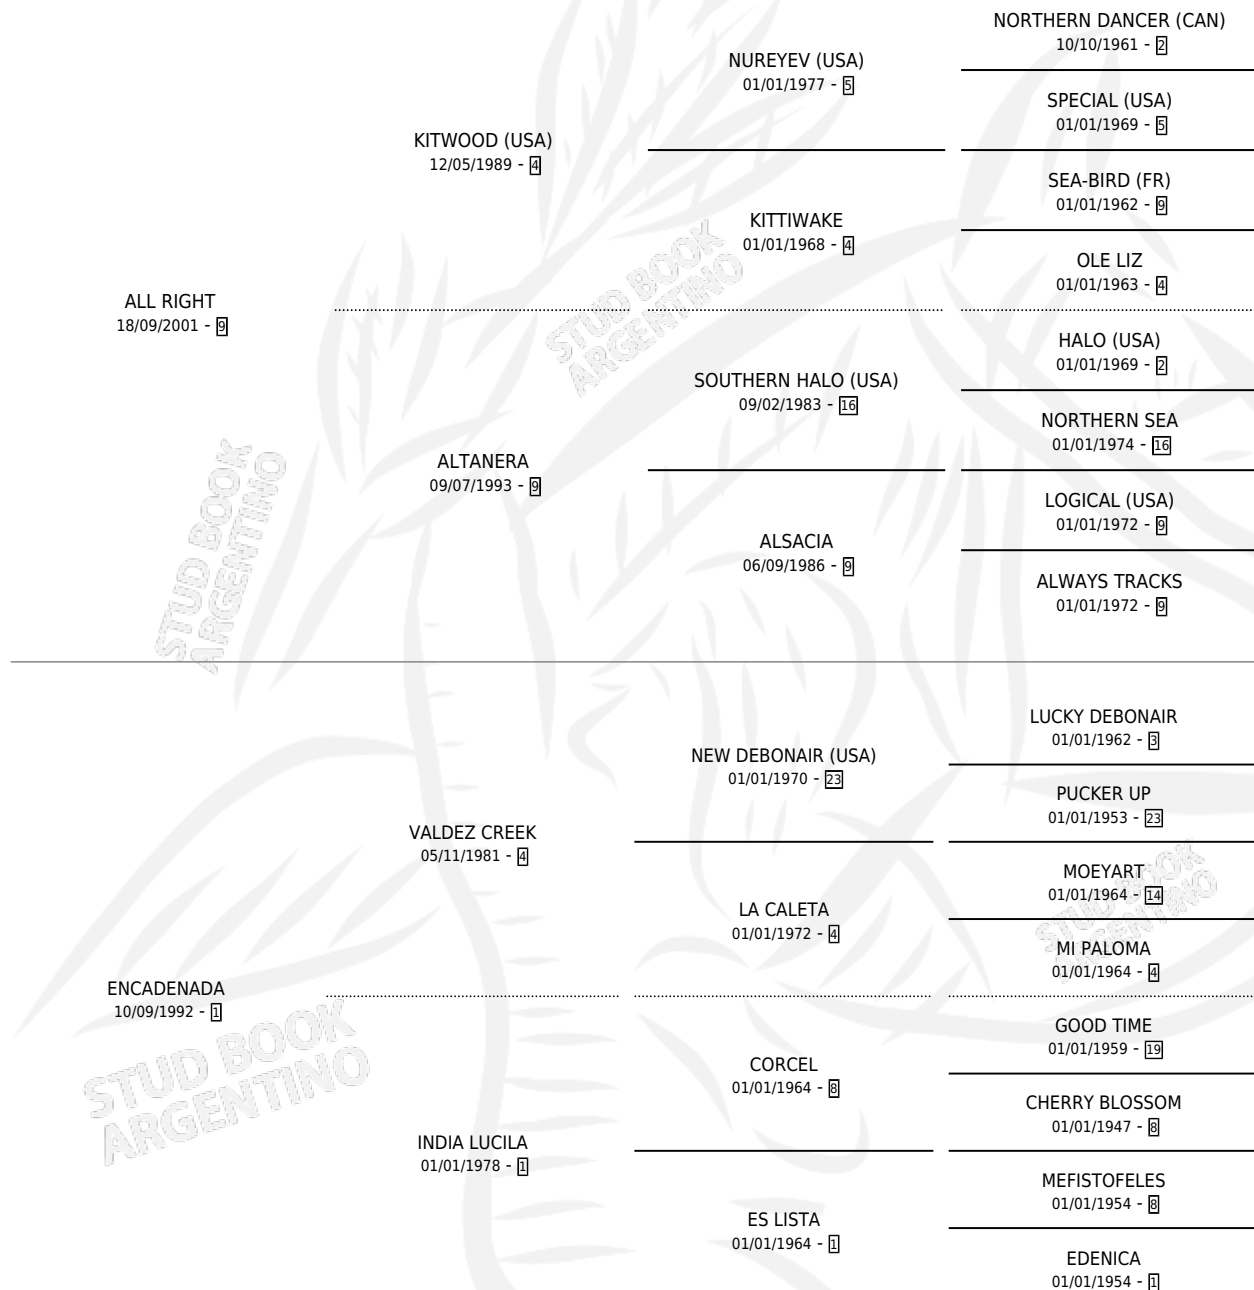 NORTHERN DANCER (CAN)
10/10/1961 - 2
NUREYEV (USA)
01/01/1977 - 5
SPECIAL (USA)
01/01/1969 - 5
KITWOOD (USA)
12/05/1989 - 4
SEA-BIRD (FR)
01/01/1962 - 9
KITTIWAKE
01/01/1968 - 4
OLE LIZ
01/01/1963 - 4
ALL RIGHT
18/09/2001 - 9
HALO (USA)
01/01/1969 - 2
SOUTHERN HALO (USA)
09/02/1983 - 16
NORTHERN SEA
01/01/1974 - 16
ALTANERA
09/07/1993 - 9
LOGICAL (USA)
01/01/1972 - 9
ALSACIA
06/09/1986 - 9
ALWAYS TRACKS
01/01/1972 - 9
STUD BOOK
ARGENTINO
STUD BOOK
ARGENTINO
LUCKY DEBONAIR
01/01/1962 - 3
NEW DEBONAIR (USA)
01/01/1970 - 23
PUCKER UP
01/01/1953 - 23
VALDEZ CREEK
05/11/1981 - 4
MOEYART
01/01/1964 - 14
LA CALETA
01/01/1972 - 4
MI PALOMA
01/01/1964 - 4
STUD BOOK
ARGENTINO
ENCADENADA
10/09/1992 - 1
GOOD TIME
01/01/1959 - 19
CORCEL
01/01/1964 - 8
CHERRY BLOSSOM
01/01/1947 - 8
INDIA LUCILA
01/01/1978 - 1
MEFISTOFELES
01/01/1954 - 8
ES LISTA
01/01/1964 - 1
EDENICA
01/01/1954 - 1
STUD BOOK
ARGENTINO